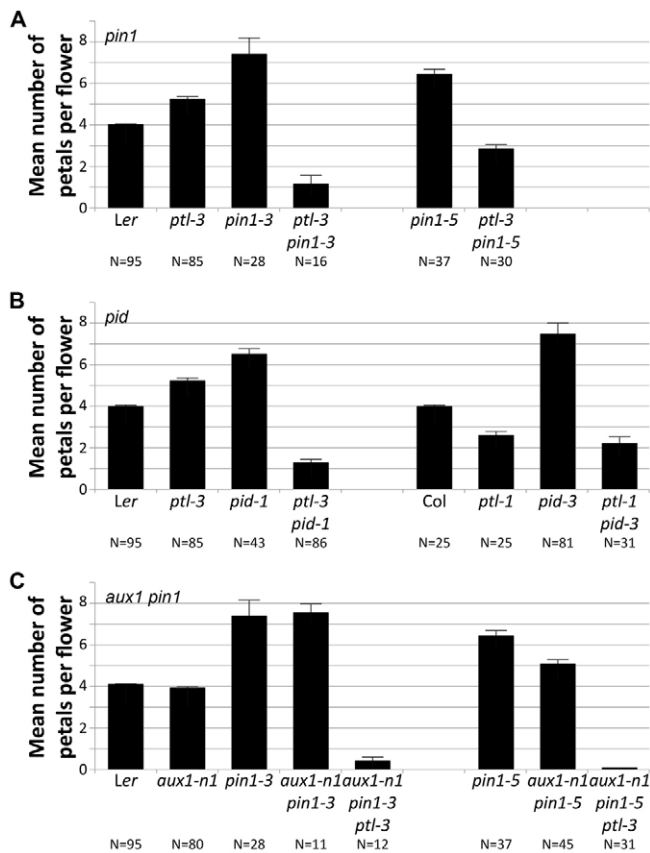 A
pin1
Mean number of
petals per flower
8
6
4
2
0
Ler ptl-3 pin1-3 ptl-3 pin1-5 ptl-3
pin1-3 pin1-5
N=95 N=85 N=28 N=16 N=37 N=30
B
pid
Mean number of
petals per flower
8
6
4
2
0
Ler ptl-3 pid-1 ptl-3 Col ptl-1 pid-3 ptl-1
pid-1 pid-3
N=95 N=85 N=43 N=86 N=25 N=25 N=81 N=31
C
aux1 pin1
Mean number of
petals per flower
8
6
4
2
0
Ler aux1-n1 pin1-3 aux1-n1 aux1-n1 pin1-5 aux1-n1 aux1-n1
pin1-3 pin1-3 pin1-5 pin1-5
ptl-3 ptl-3
N=95 N=80 N=28 N=11 N=12 N=37 N=45 N=31